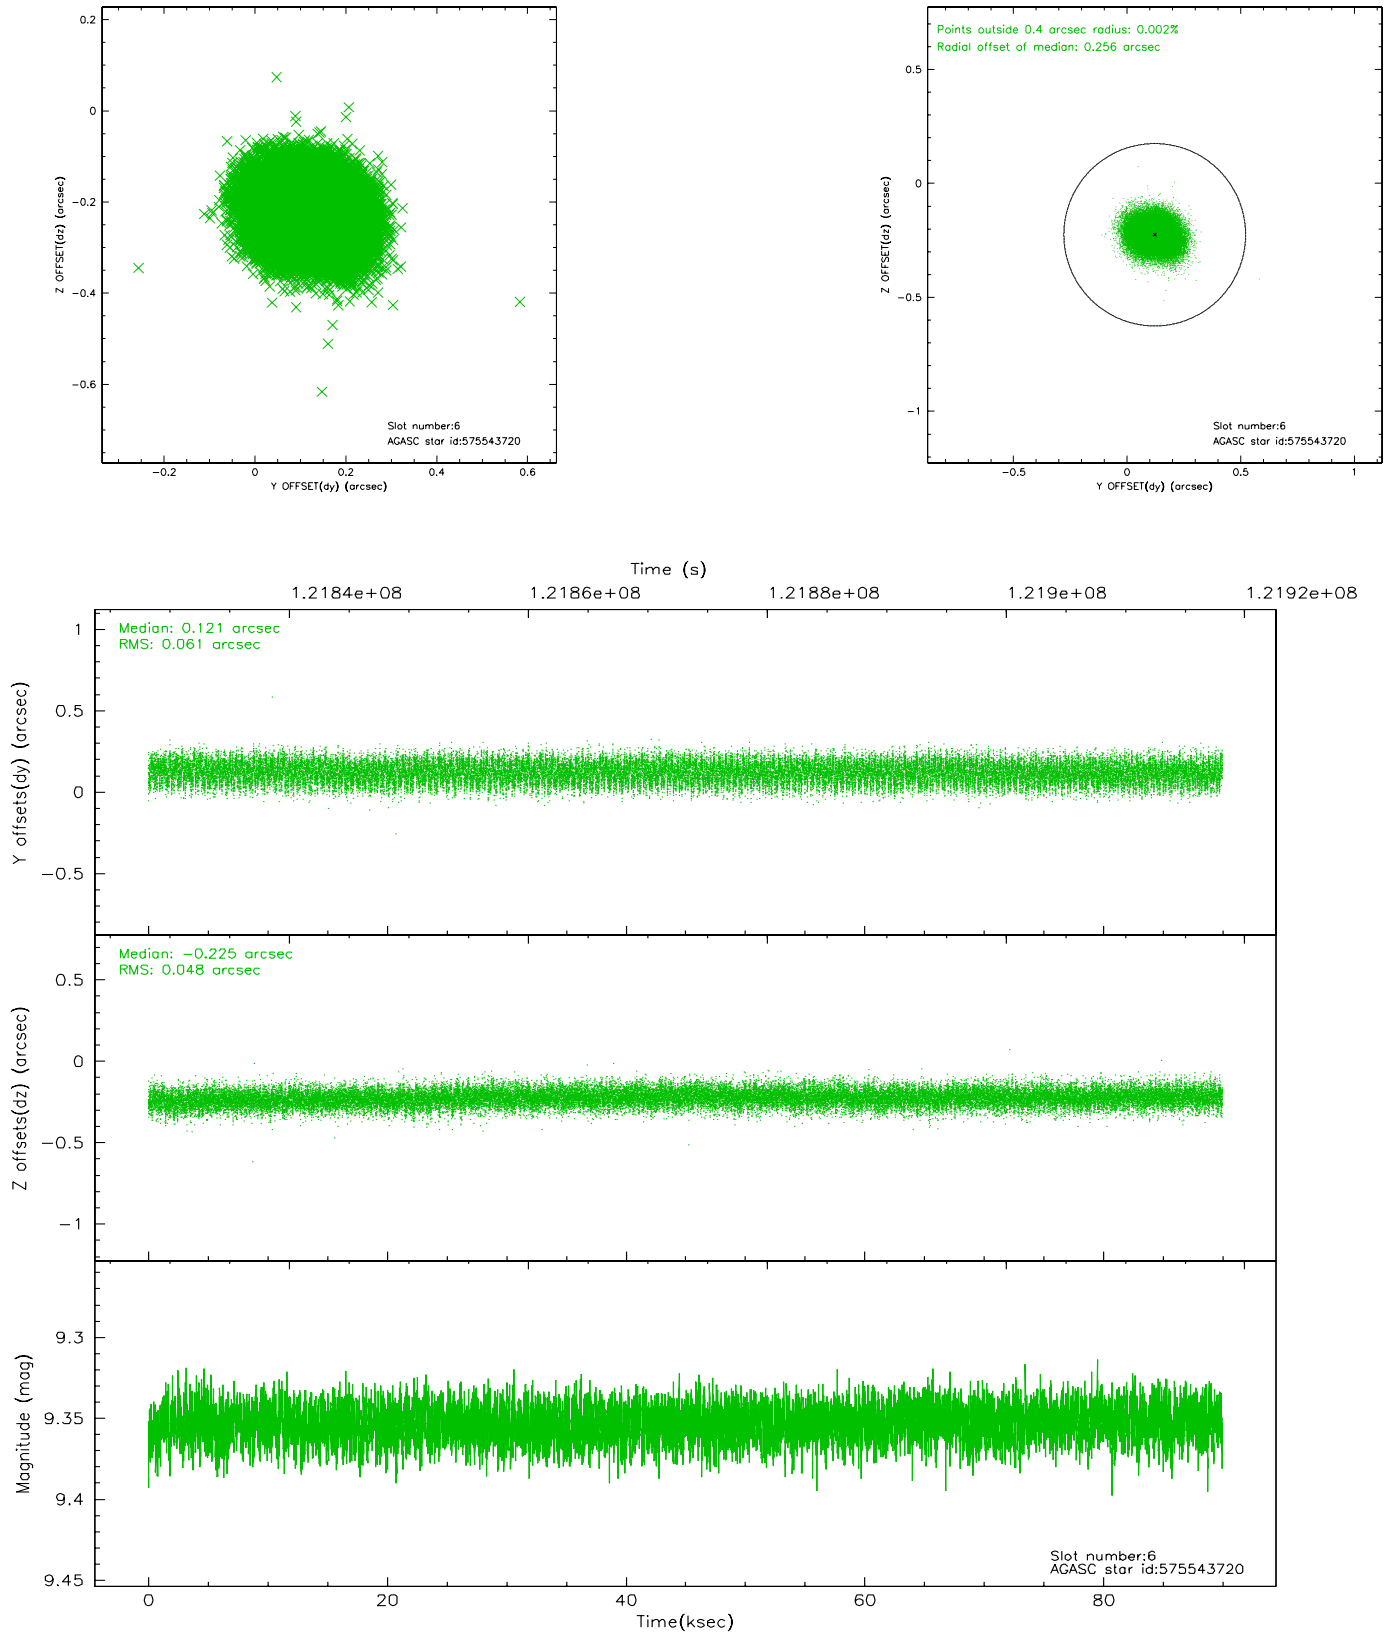 0.2
0
−0.2
−0.4
−0.6
−0.2
0
0.2
0.4
0.6
Z OFFSET(dz) (arcsec)
Y OFFSET(dy) (arcsec)
Slot number:6
AGASC star id:575543720
Points outside 0.4 arcsec radius: 0.002%
Radial offset of median: 0.256 arcsec
0.5
0
−0.5
−1
−0.5
0
0.5
1
Z OFFSET(dz) (arcsec)
Y OFFSET(dy) (arcsec)
Slot number:6
AGASC star id:575543720
Time (s)
1.2184e+08
1.2186e+08
1.2188e+08
1.219e+08
1.2192e+08
Median: 0.121 arcsec
RMS: 0.061 arcsec
1
0.5
0
−0.5
Y offsets(dy) (arcsec)
Median: −0.225 arcsec
RMS: 0.048 arcsec
0.5
0
−0.5
−1
Z offsets(dz) (arcsec)
9.3
9.35
9.4
9.45
Magnitude (mag)
Slot number:6
AGASC star id:575543720
0
20
40
60
80
Time(ksec)